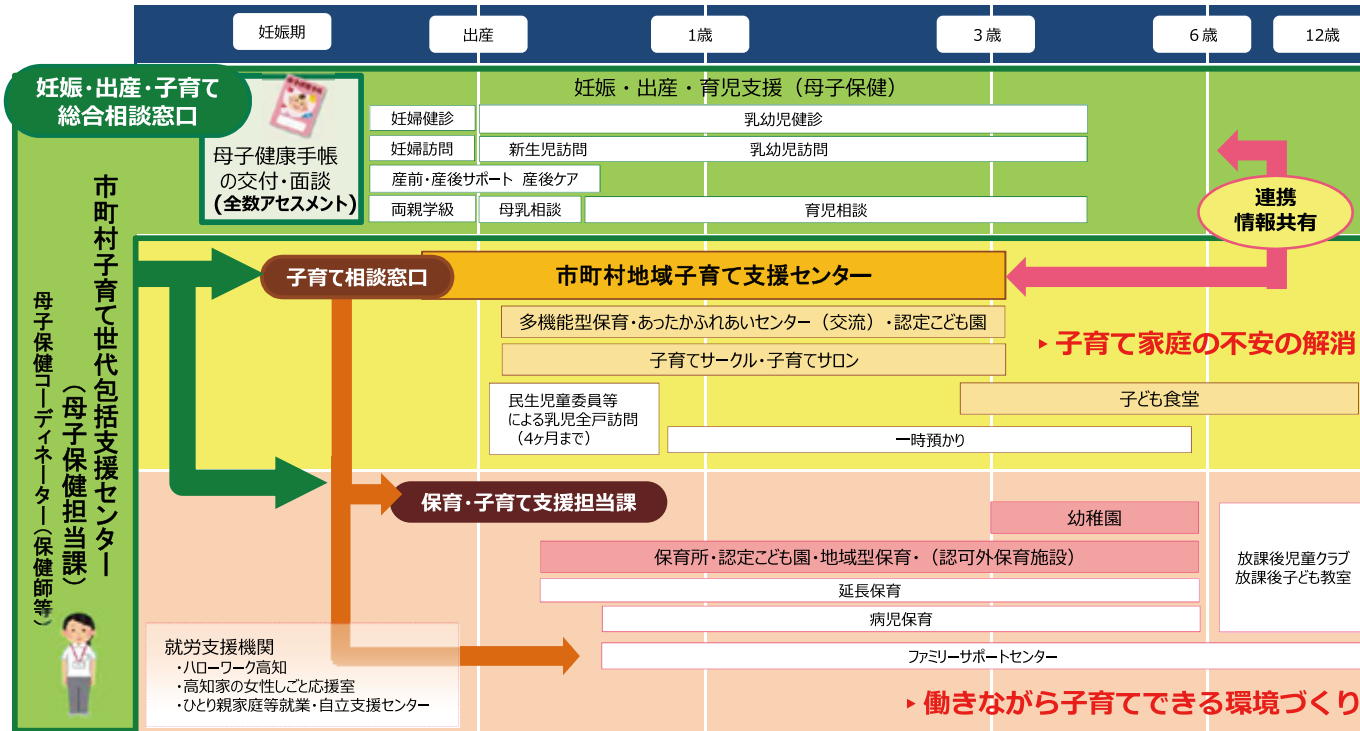 妊娠期
出産
1歳
3歳
6歳
12歳
妊娠・出産・子育て
総合相談窓口
母子健康手帳
の交付・面談
(全数アセスメント)
妊娠・出産・育児支援（母子保健）
妊婦健診
乳幼児健診
妊婦訪問
新生児訪問
乳幼児訪問
産前・産後サポート 産後ケア
両親学級
母乳相談
育児相談
連携
情報共有
市町村子育て世代包括支援センター
（母子保健担当課）
母子保健コーディネーター（保健師等）
子育て相談窓口
市町村地域子育て支援センター
多機能型保育・あったかふれあいセンター（交流）・認定こども園
子育てサークル・子育てサロン
民生児童委員等
による乳児全戸訪問
（4ヶ月まで）
子ども食堂
一時預かり
▶子育て家庭の不安の解消
保育・子育て支援担当課
幼稚園
保育所・認定こども園・地域型保育・（認可外保育施設）
延長保育
病児保育
ファミリーサポートセンター
放課後児童クラブ
放課後子ども教室
就労支援機関
・ハローワーク高知
・高知家の女性しごと応援室
・ひとり親家庭等就業・自立支援センター
▶働きながら子育てできる環境づくり